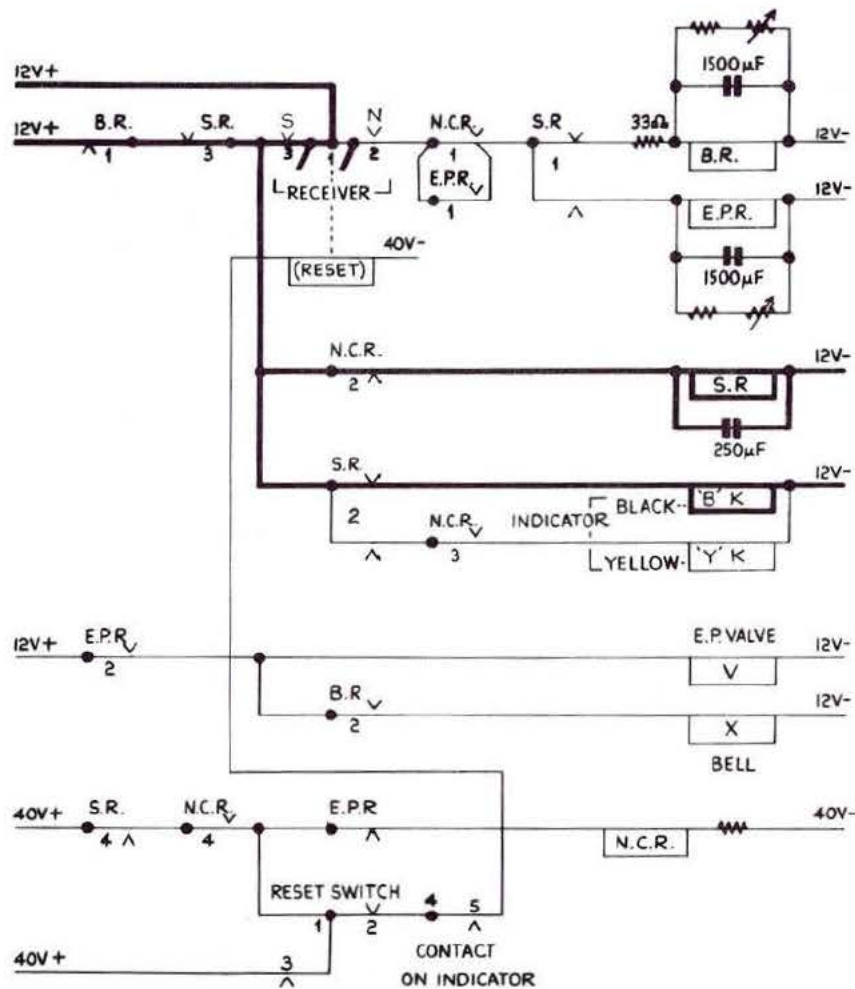 1500µF
12V+
12V+ B.R. S.R. S N N.C.R. S.R 33Ω 12V-
1 3 3 1 2 1 1 B.R.
RECEIVER E.P.R. 12V-
1 E.P.R.
40V-
(RESET) 1500µF
N.C.R. 12V-
2 S.R
250µF
S.R. 12V-
2 N.C.R. INDICATOR BLACK 'B' K
3 YELLOW 'Y' K
12V+ E.P.R E.P. VALVE 12V-
2 V
B.R 12V-
2 X
BELL
40V+ S.R. N.C.R. E.P.R 40V-
4 4 N.C.R.
RESET SWITCH 4 5
1 2 CONTACT
40V+ 3 ON INDICATOR